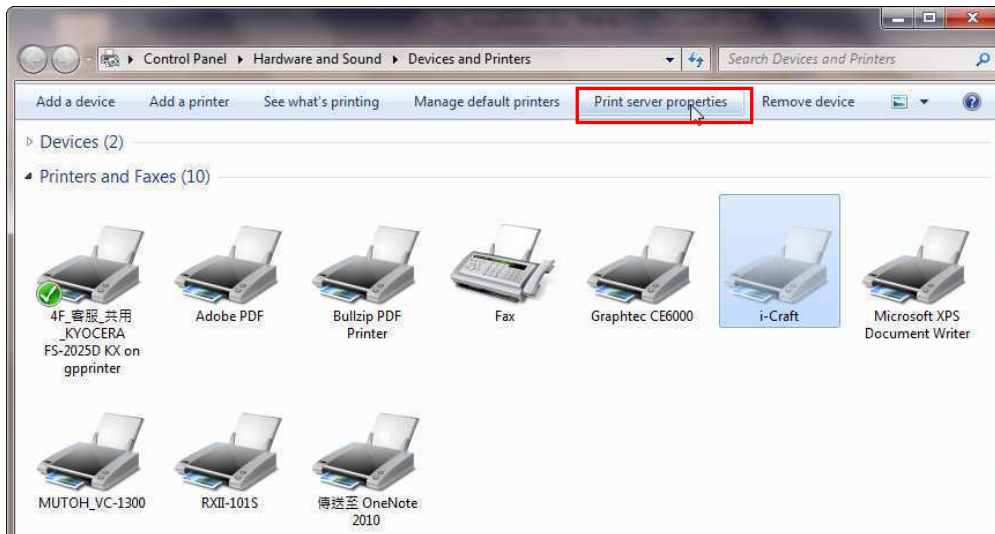 Control Panel ▸ Hardware and Sound ▸ Devices and Printers
Search Devices and Printers
Add a device Add a printer See what's printing Manage default printers Print server properties Remove device
Devices (2)
Printers and Faxes (10)
4F_客服_共用
_KYOCERA
FS-2025D KX on
gpprinter
Adobe PDF
Bullzip PDF
Printer
Fax
Graphtec CE6000
i-Craft
Microsoft XPS
Document Writer
MUTOH_VC-1300
RXII-101S
傳送至 OneNote
2010